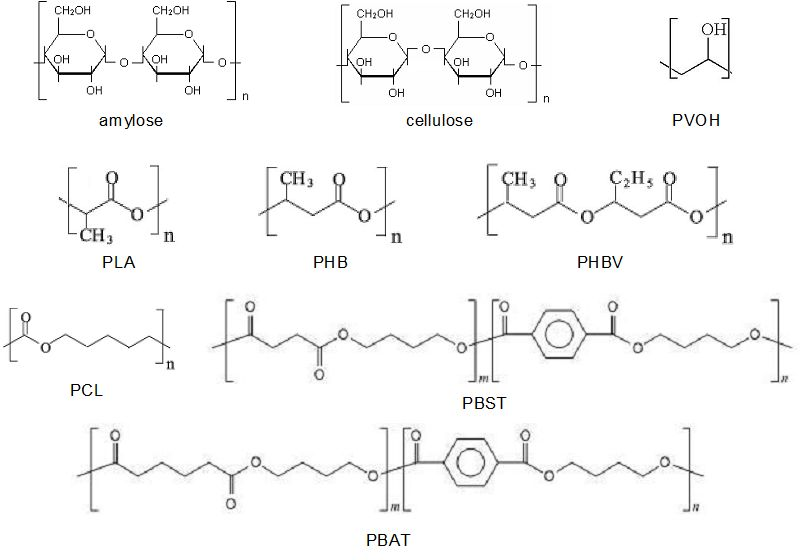 CH₂OH CH₂OH CH₂OH CH₂OH OH
O O O O
OH OH O OH OH O
O O
OH OH n OH OH n
amylose cellulose PVOH
O CH₃ O CH₃ O C₂H₅ O
O O O O
CH₃ n n n
PLA PHB PHBV
O O O O
O O O O O
n O m n
PCL PBST
O O O
O O O O
O m n
PBAT